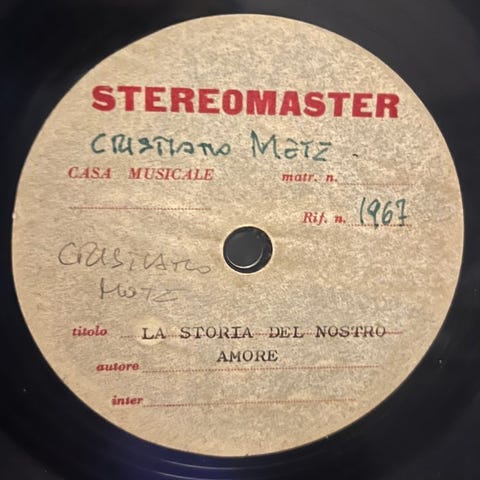 STEREOMASTER
CRISTIANO METZ.
CASA MUSICALE matr. n.
Rif. n. 1967
CRISTIANO
METZ
titolo LA STORIA DEL NOSTRO
AMORE
autore
inter